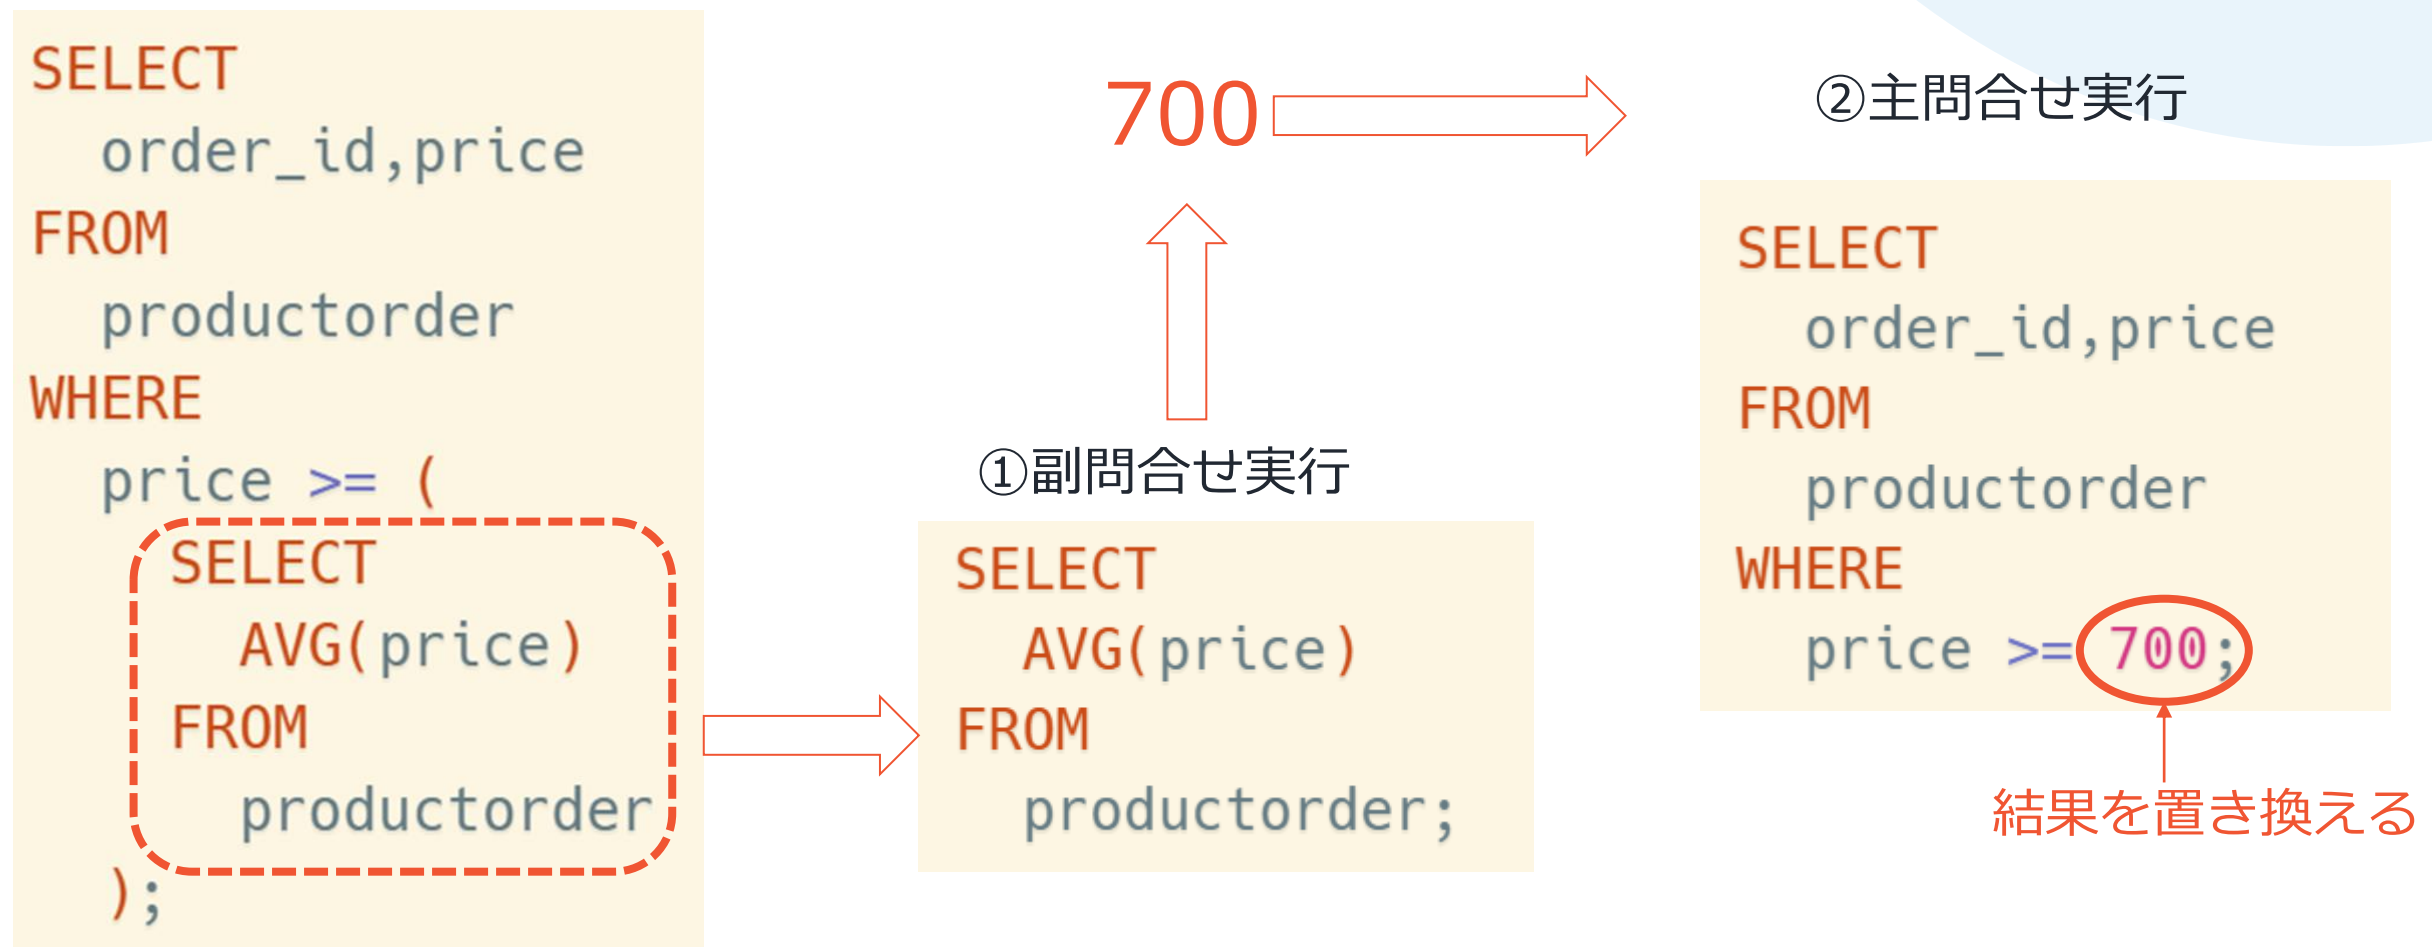 SELECT
order_id,price
FROM
productorder
WHERE
price >= (
SELECT
AVG(price)
FROM
productorder
);
①副問合せ実行
SELECT
AVG(price)
FROM
productorder;
700
②主問合せ実行
SELECT
order_id,price
FROM
productorder
WHERE
price >= 700;
結果を置き換える